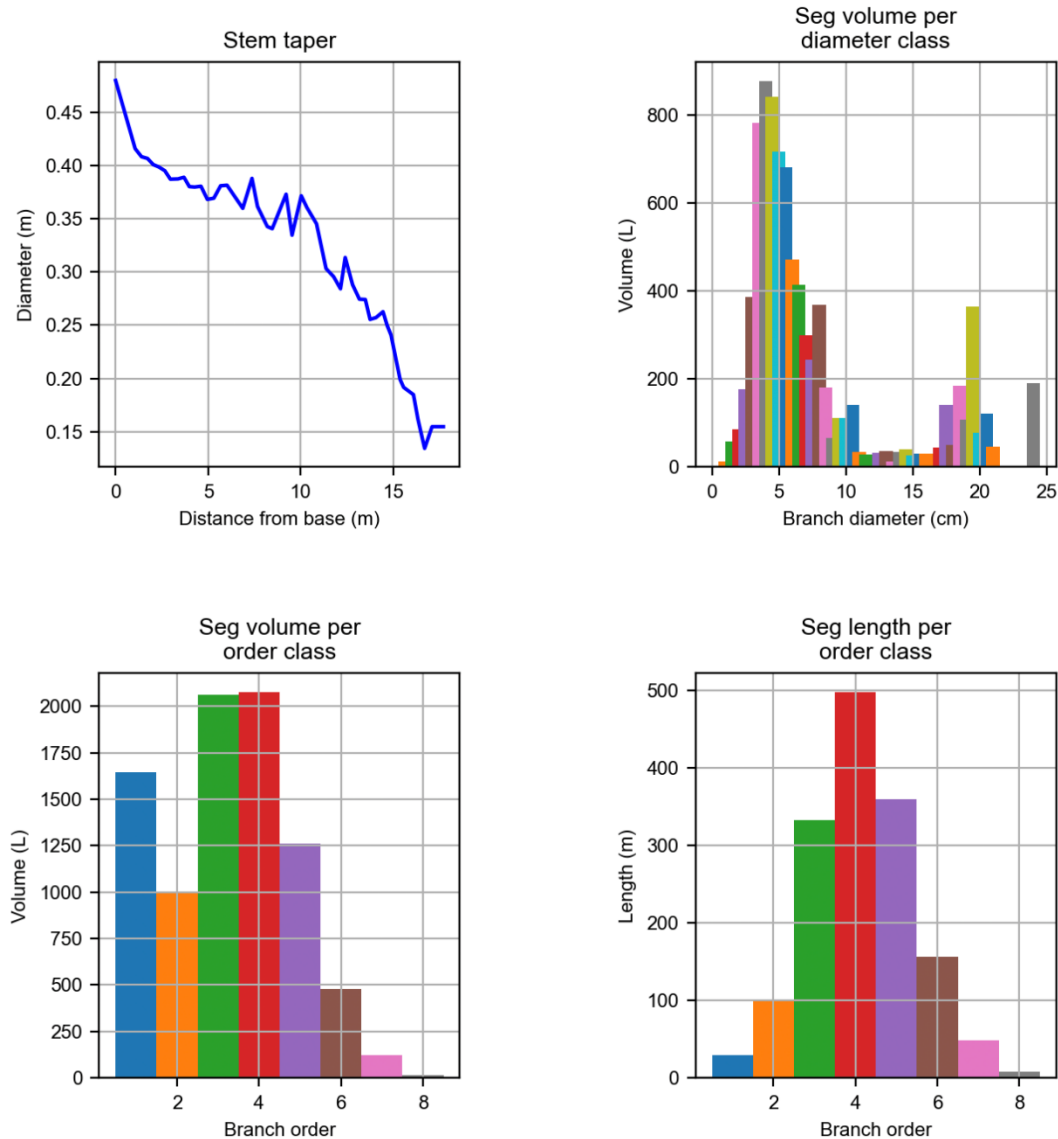 Stem taper
0.45
0.40
0.35
0.30
0.25
0.20
0.15
Diameter (m)
0 5 10 15
Distance from base (m)
Seg volume per
diameter class
800
600
400
200
0
Volume (L)
0 5 10 15 20 25
Branch diameter (cm)
Seg volume per
order class
2000
1750
1500
1250
1000
750
500
250
0
Volume (L)
2 4 6 8
Branch order
Seg length per
order class
500
400
300
200
100
0
Length (m)
2 4 6 8
Branch order